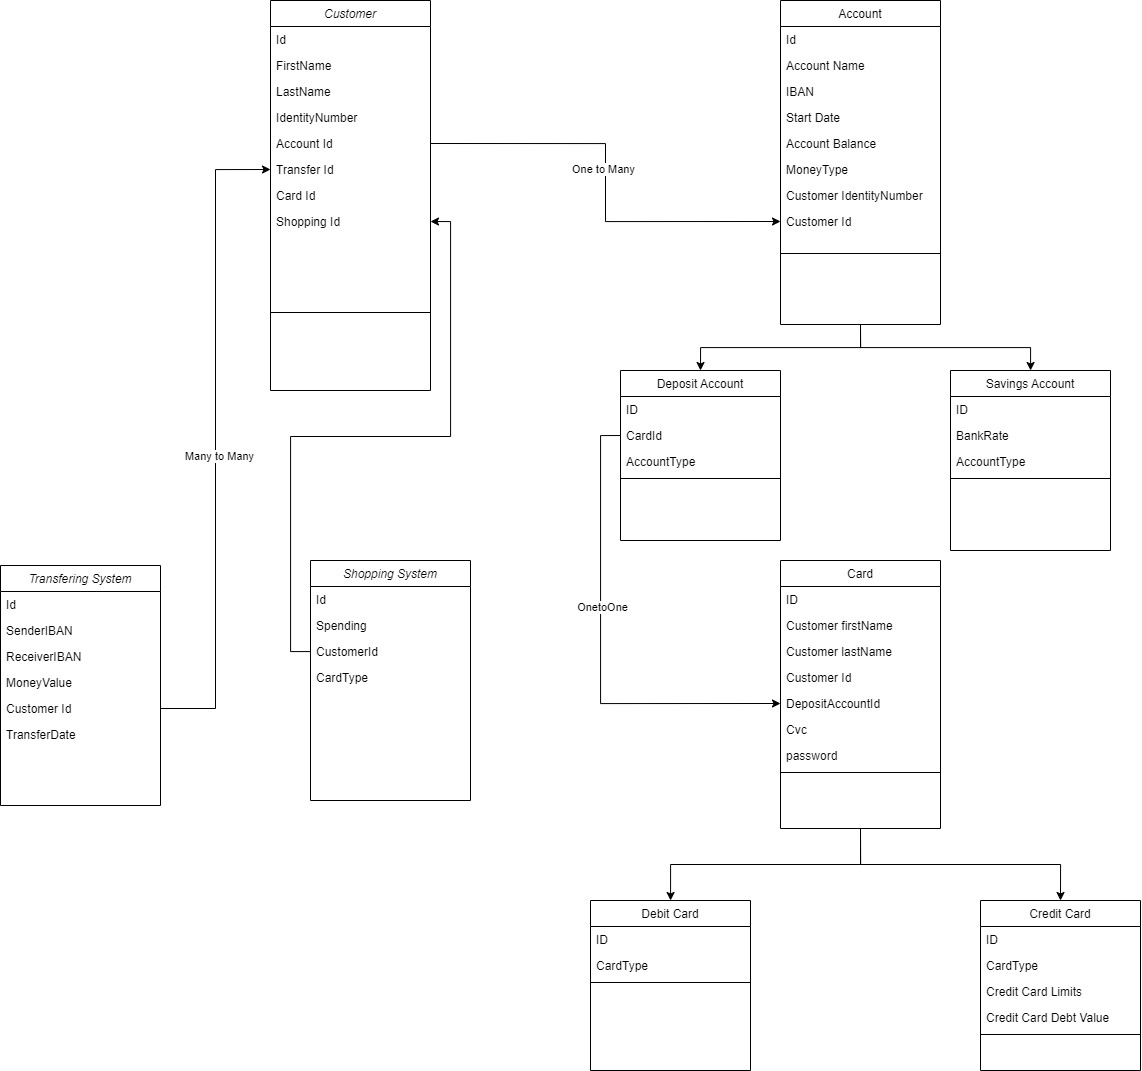 Customer
Id
FirstName
LastName
IdentityNumber
Account Id
Transfer Id
Card Id
Shopping Id
One to Many
Account
Id
Account Name
IBAN
Start Date
Account Balance
MoneyType
Customer IdentityNumber
Customer Id
Deposit Account
ID
CardId
AccountType
Savings Account
ID
BankRate
AccountType
Many to Many
Transfering System
Id
SenderIBAN
ReceiverIBAN
MoneyValue
Customer Id
TransferDate
Shopping System
Id
Spending
CustomerId
CardType
OnetoOne
Card
ID
Customer firstName
Customer lastName
Customer Id
DepositAccountId
Cvc
password
Debit Card
ID
CardType
Credit Card
ID
CardType
Credit Card Limits
Credit Card Debt Value